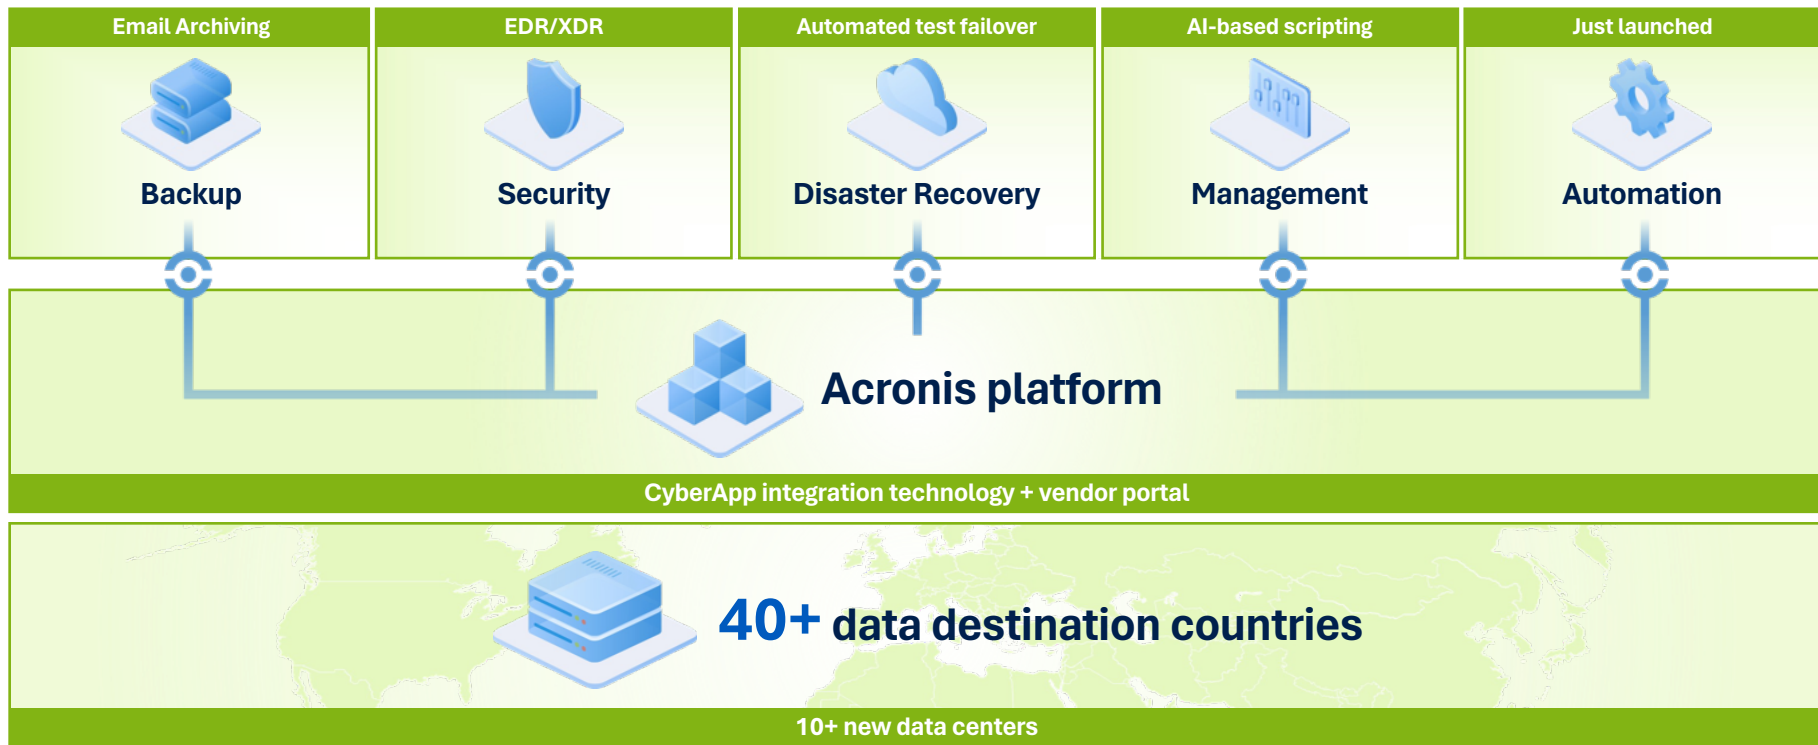 Email Archiving
EDR/XDR
Automated test failover
AI-based scripting
Just launched
Backup
Security
Disaster Recovery
Management
Automation
Acronis platform
CyberApp integration technology + vendor portal
40+ data destination countries
10+ new data centers